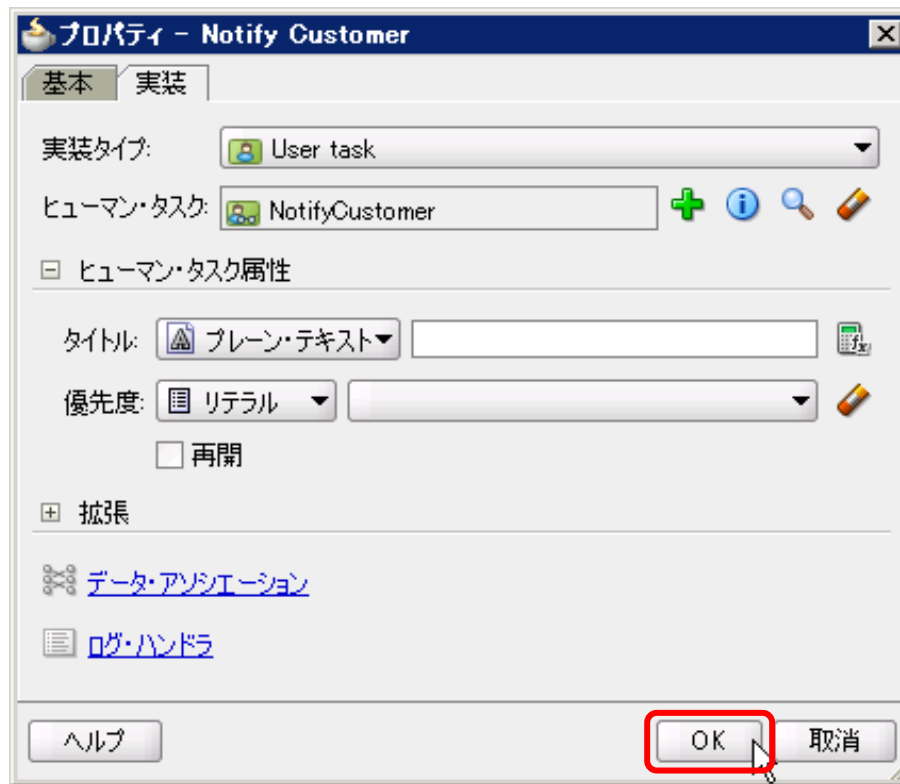 プロパティ - Notify Customer
基本 実装
実装タイプ: User task
ヒューマン・タスク: NotifyCustomer
ヒューマン・タスク属性
タイトル: プレーン・テキスト
優先度: リテラル
再開
拡張
データ・アソシエーション
ログ・ハンドラ
ヘルプ OK 取消